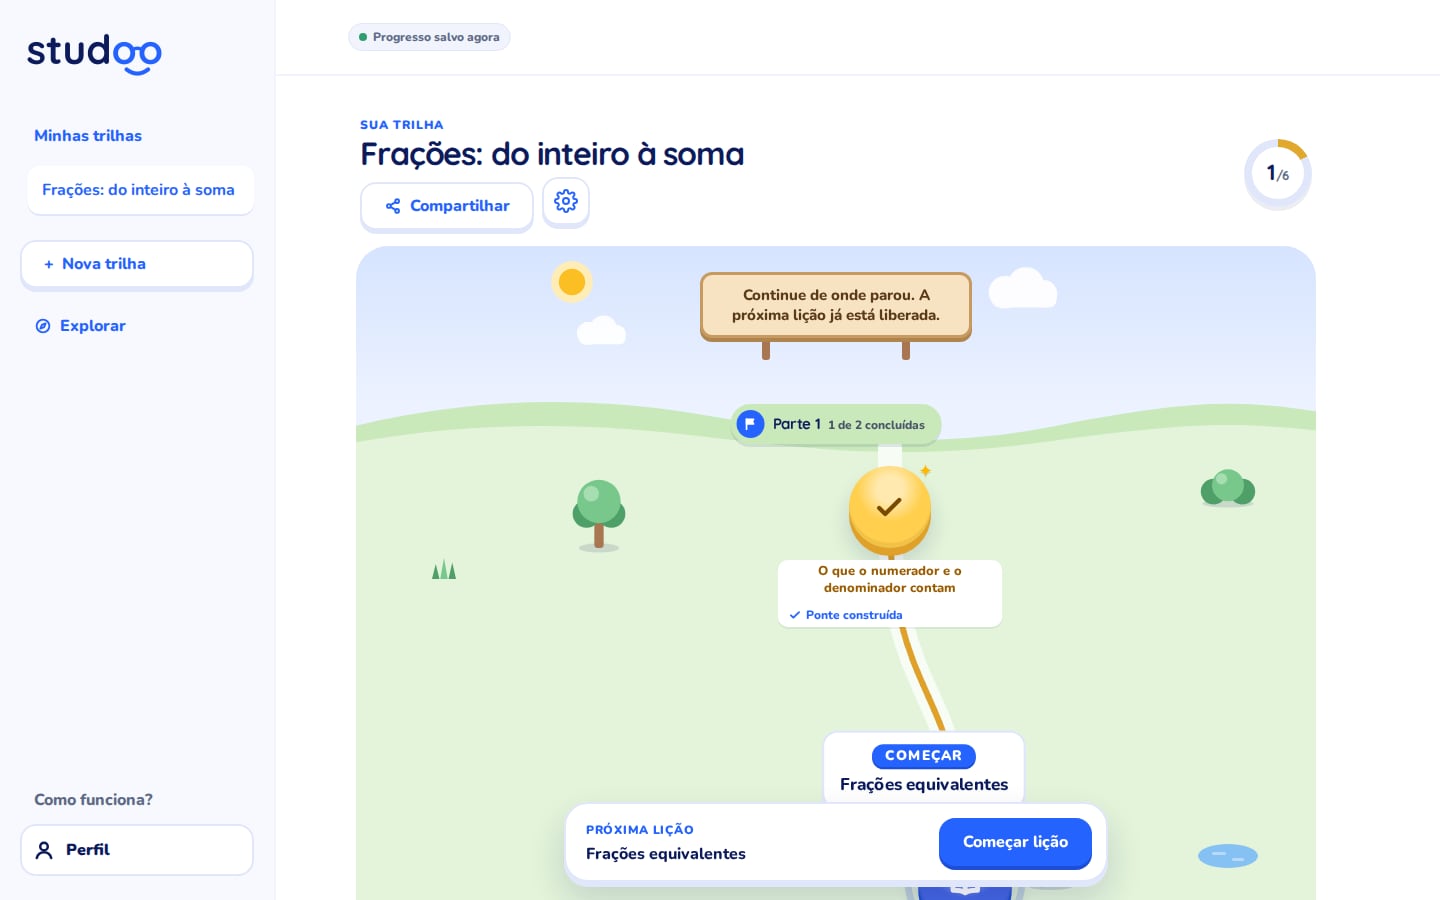 studoo
Minhas trilhas
Frações: do inteiro à soma
+ Nova trilha
Explorar
Como funciona?
Perfil
Progresso salvo agora
SUA TRILHA
Frações: do inteiro à soma
Compartilhar
1/6
Continue de onde parou. A
próxima lição já está liberada.
Parte 1 1 de 2 concluídas
O que o numerador e o
denominador contam
Ponte construída
COMEÇAR
Frações equivalentes
PRÓXIMA LIÇÃO
Frações equivalentes
Começar lição